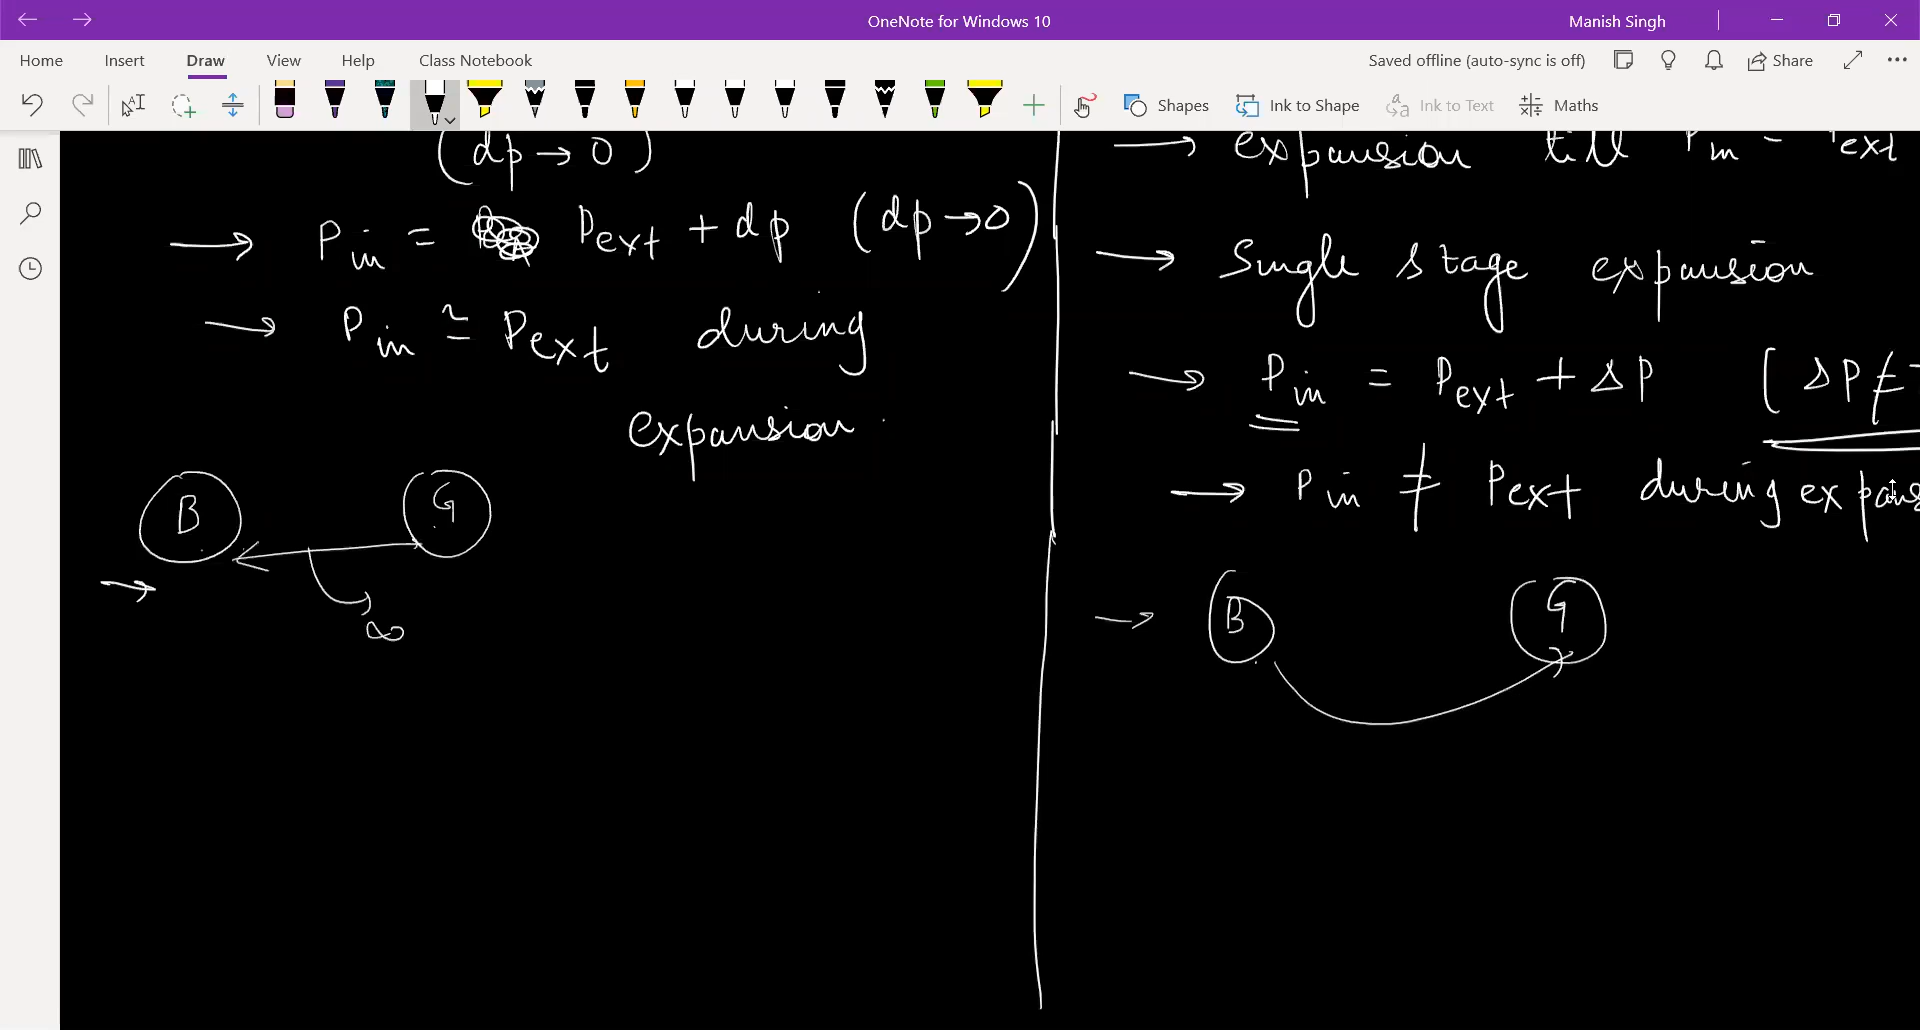 OneNote for Windows 10
Manish Singh
Home Insert Draw View Help Class Notebook
Saved offline (auto-sync is off) Share
Shapes Ink to Shape Ink to Text Maths
(dp → 0)
→ Pin = Pext + dp (dp → 0)
→ Pin ≃ Pext during
expansion
B G
→
∞
→ expansion till Pin = Pext
→ Single stage expansion
→ Pin = Pext + ΔP ( ΔP ≠
→ Pin ≠ Pext during expans
→ B G